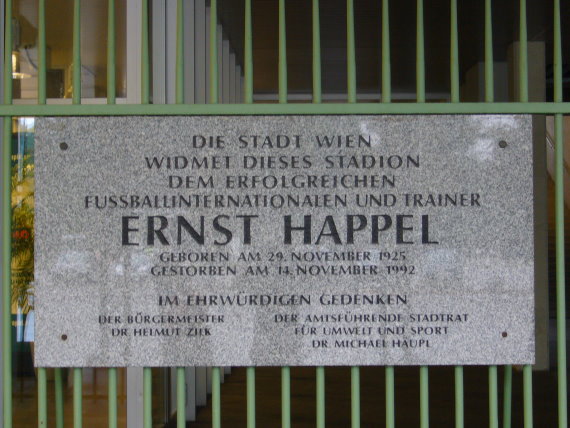 DIE STADT WIEN
WIDMET DIESES STADION
DEM ERFOLGREICHEN
FUSSBALLINTERNATIONALEN UND TRAINER
ERNST HAPPEL
GEBOREN AM 29. NOVEMBER 1925
GESTORBEN AM 14. NOVEMBER 1992
IM EHRWÜRDIGEN GEDENKEN
DER BÜRGERMEISTER
DR HELMUT ZILK
DER AMTSFÜHRENDE STADTRAT
FÜR UMWELT UND SPORT
DR. MICHAEL HÄUPL